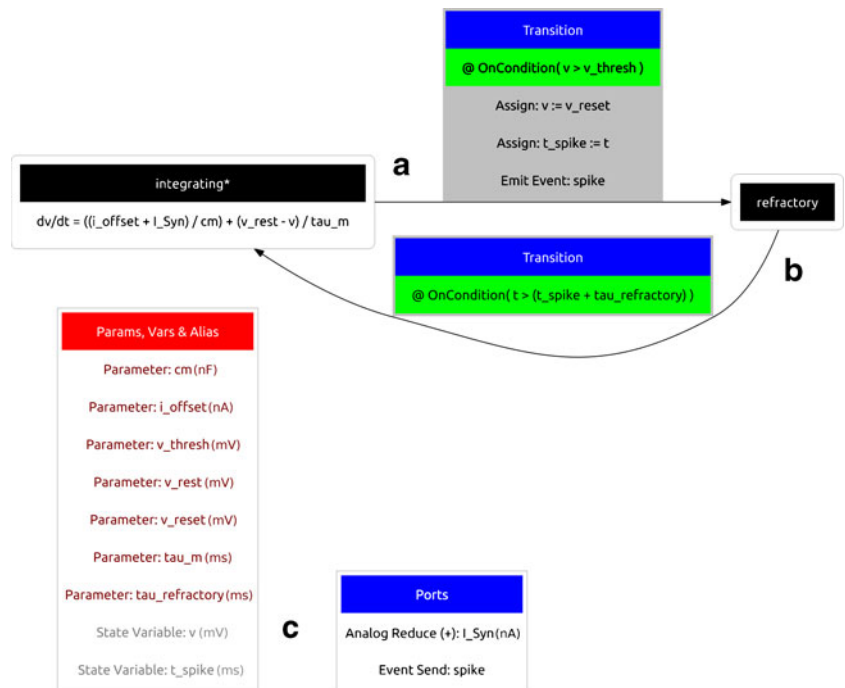 Transition
@ OnCondition( v > v_thresh )
Assign: v := v_reset
Assign: t_spike := t
Emit Event: spike
a
integrating*
dv/dt = ((i_offset + I_Syn) / cm) + (v_rest - v) / tau_m
refractory
b
Transition
@ OnCondition( t > (t_spike + tau_refractory) )
Params, Vars & Alias
Parameter: cm (nF)
Parameter: i_offset (nA)
Parameter: v_thresh (mV)
Parameter: v_rest (mV)
Parameter: v_reset (mV)
Parameter: tau_m (ms)
Parameter: tau_refractory (ms)
State Variable: v (mV)
State Variable: t_spike (ms)
c
Ports
Analog Reduce (+): I_Syn (nA)
Event Send: spike